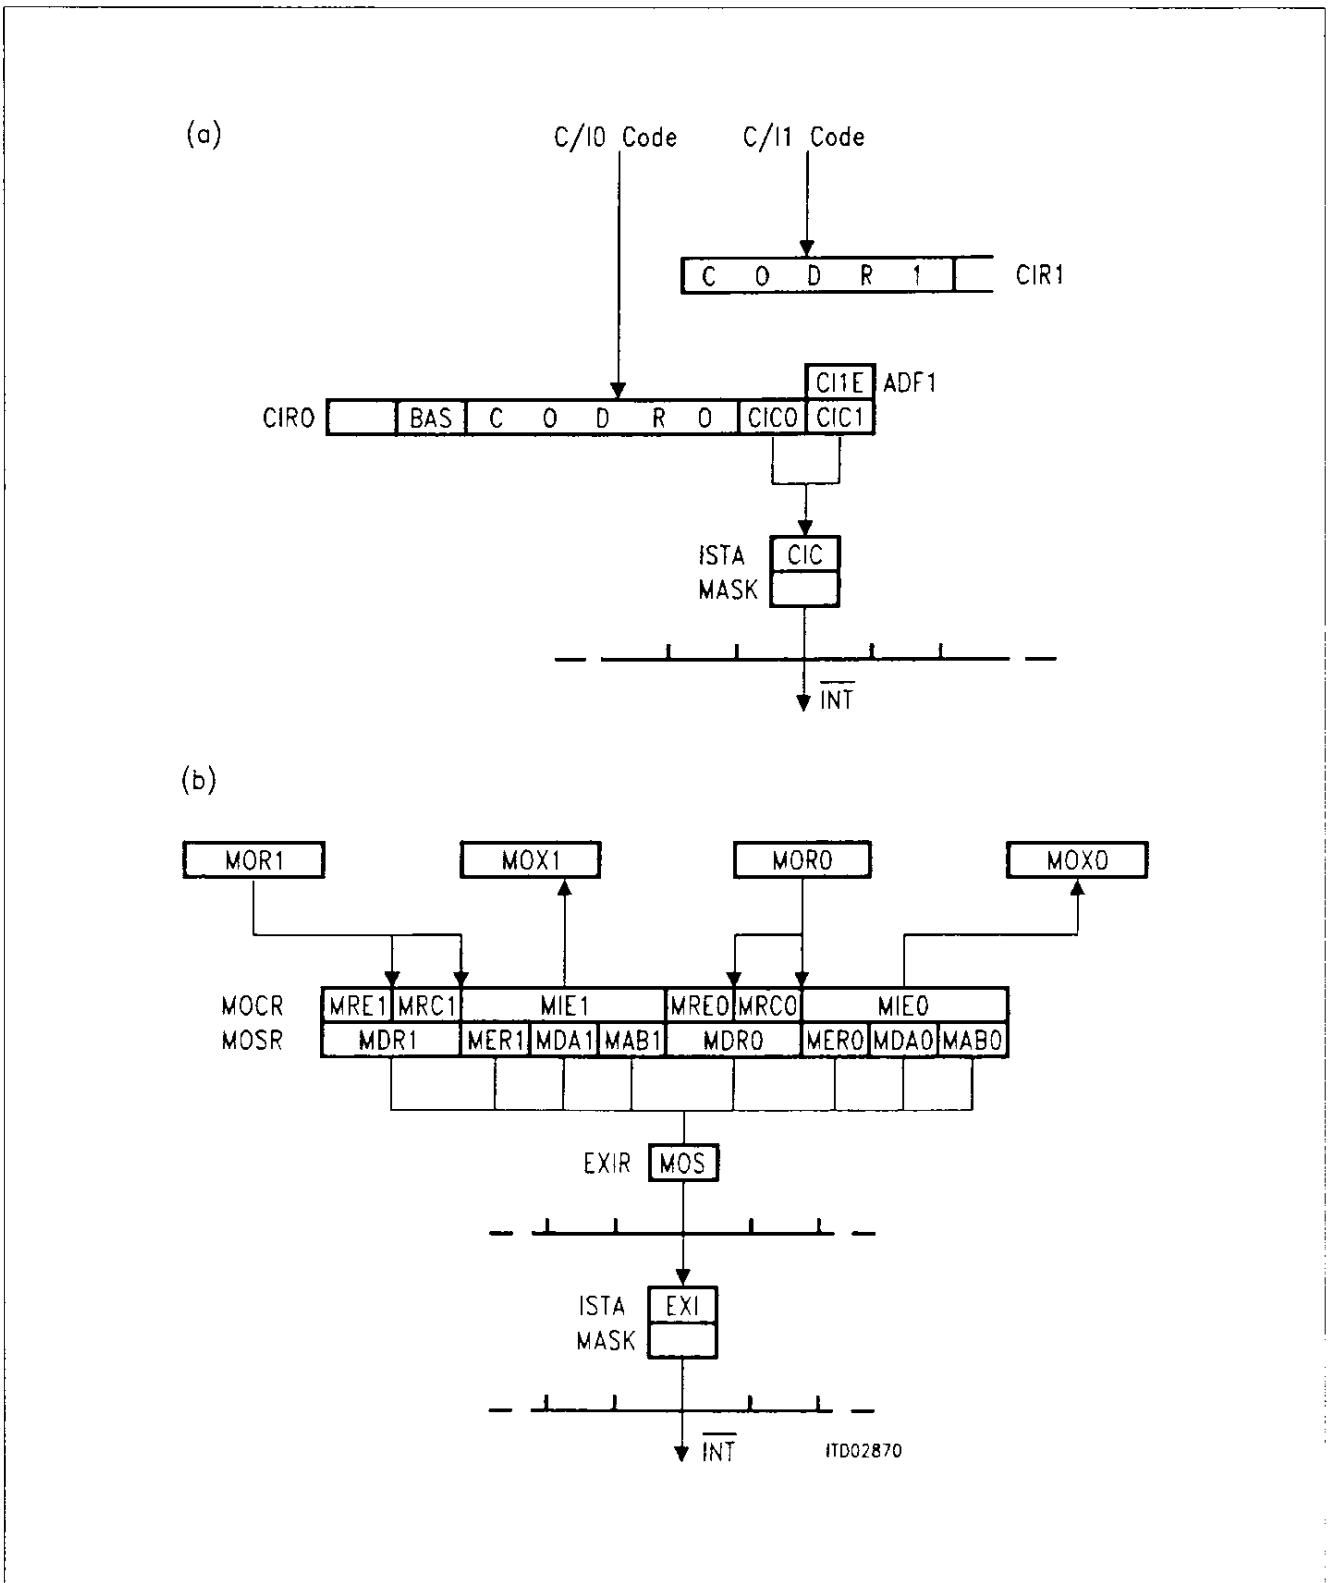 (a)
C/I0 Code C/I1 Code
C O D R 1 CIR1
CI1E ADF1
CIR0 BAS C O D R 0 CIC0 CIC1
ISTA CIC
MASK
INT
(b)
MOR1 MOX1 MOR0 MOX0
MOCR MRE1 MRC1 MIE1 MRE0 MRC0 MIE0
MOSR MDR1 MER1 MDA1 MAB1 MDR0 MER0 MDA0 MAB0
EXIR MOS
ISTA EXI
MASK
INT ITD02870